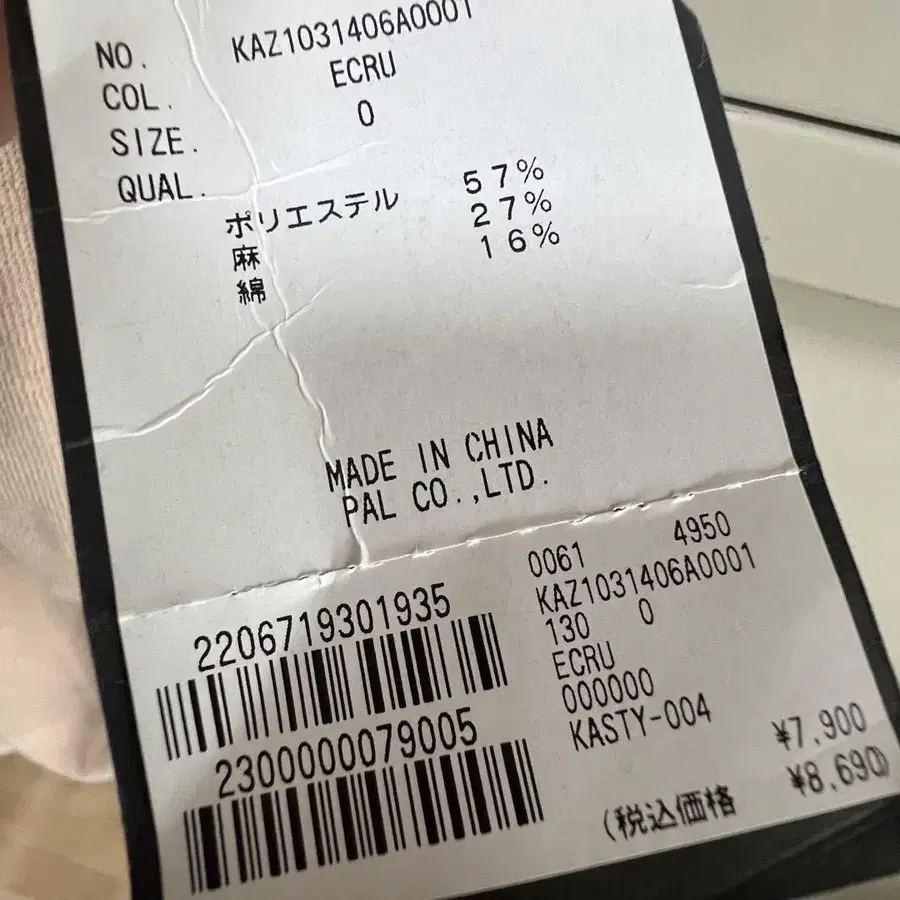 NO. KAZ1031406A0001
COL. ECRU
SIZE. 0
QUAL.
ポリエステル 57%
麻 27%
綿 16%
MADE IN CHINA
PAL CO.,LTD.
2206719301935
2300000079005
0061 4950
KAZ1031406A0001
130 0
ECRU
000000
KASTY-004
¥7,900
(税込価格 ¥8,690)